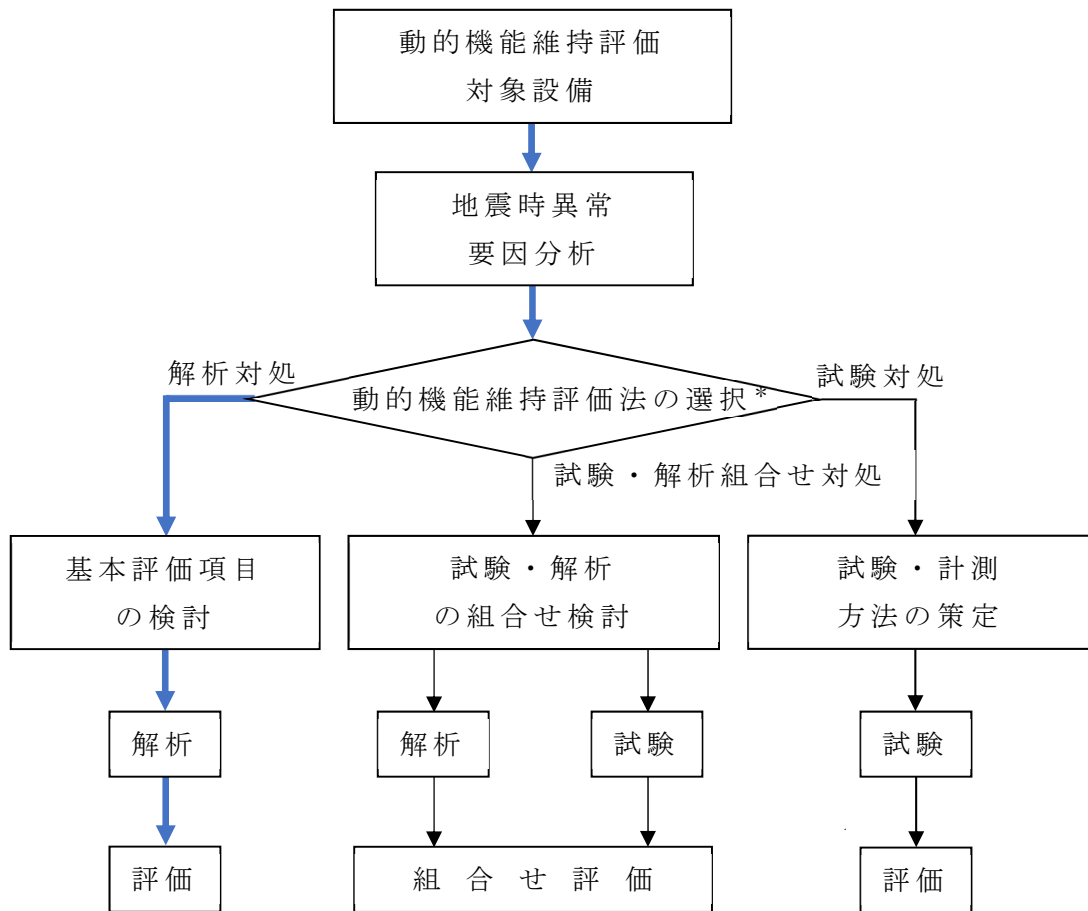 動的機能維持評価
対象設備
地震時異常
要因分析
解析対処
試験対処
動的機能維持評価法の選択*
試験・解析組合せ対処
基本評価項目
の検討
試験・解析
の組合せ検討
試験・計測
方法の策定
解析
解析
試験
試験
評価
組合せ評価
評価